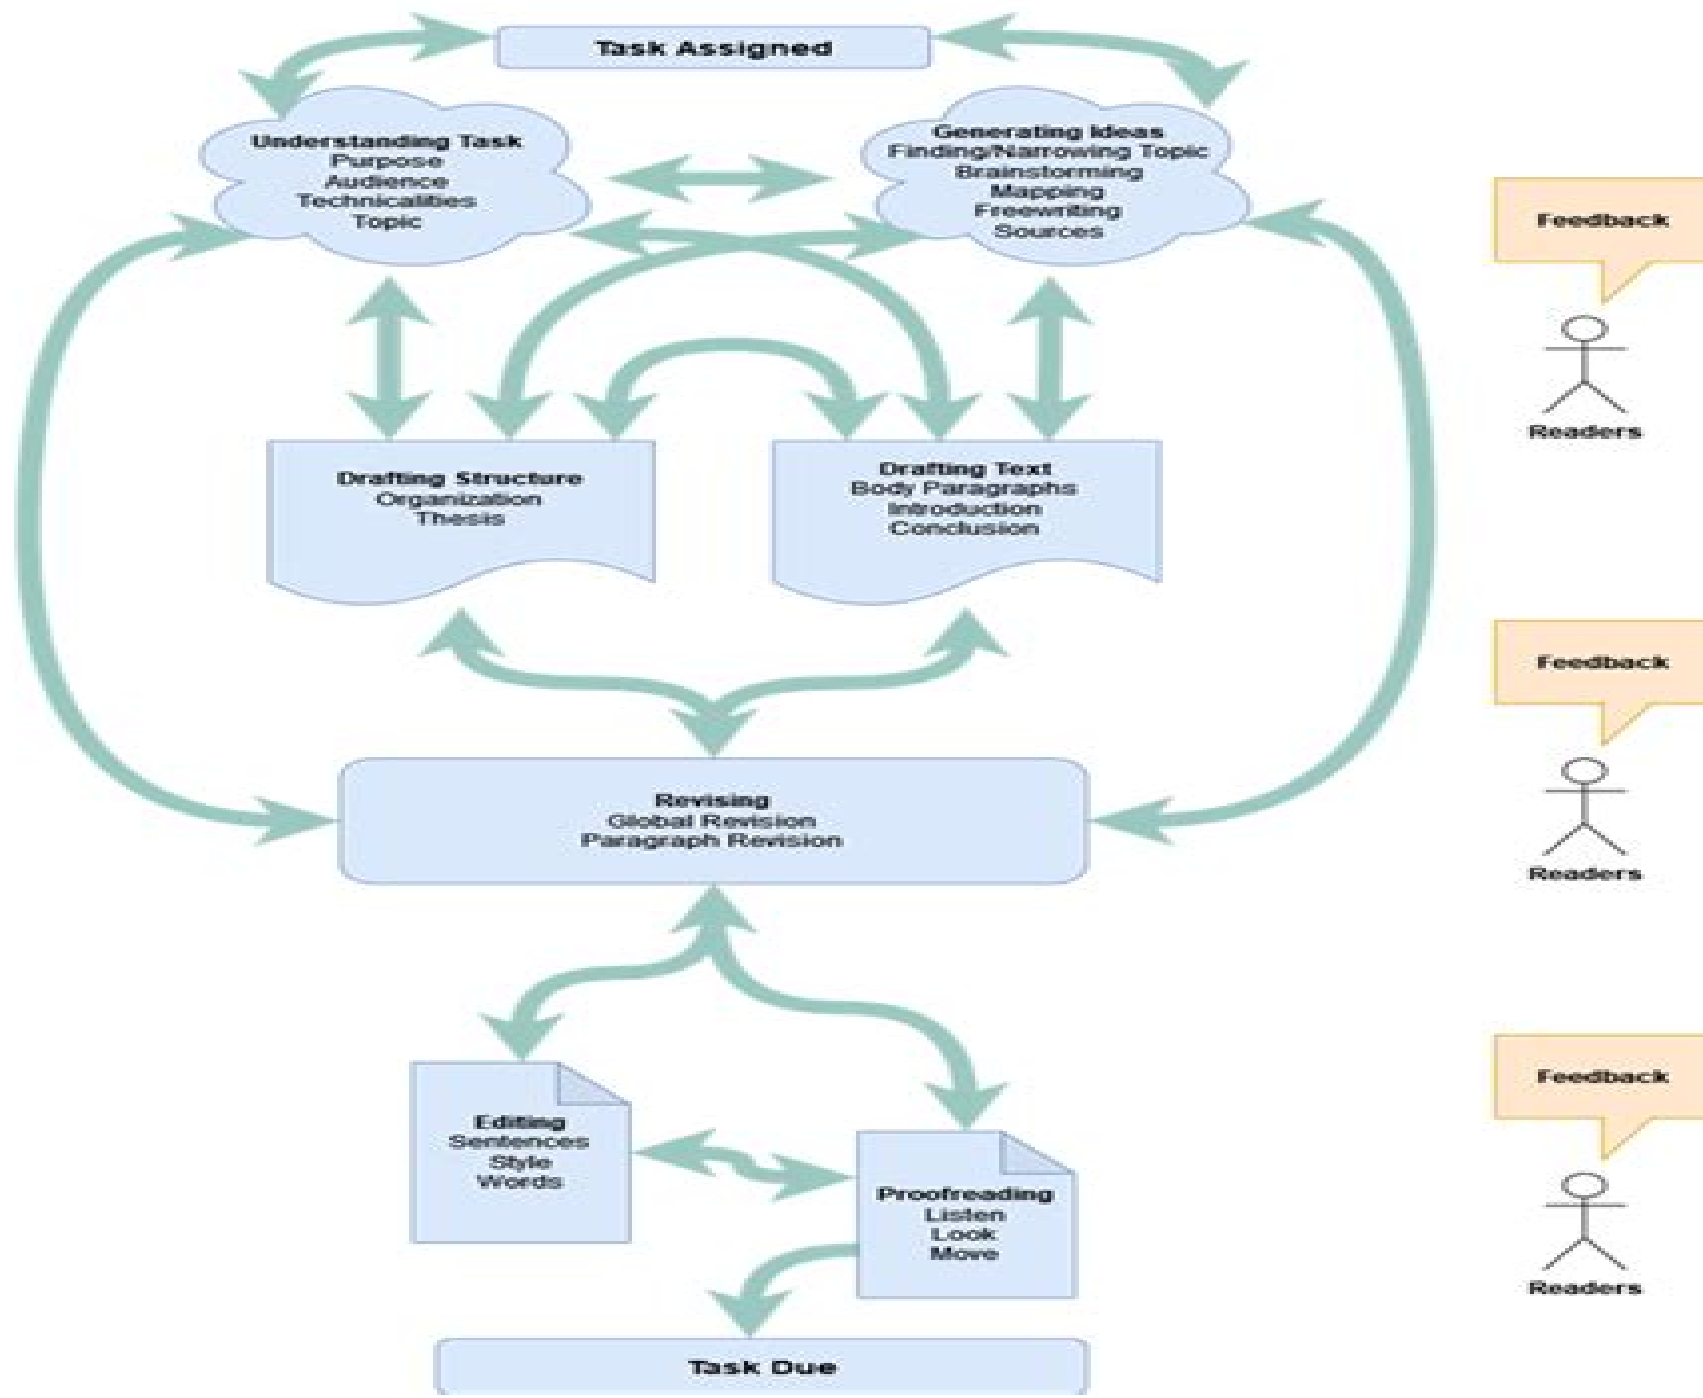 Task Assigned
Understanding Task
Purpose
Audience
Technicalities
Topic
Generating Ideas
Finding/Narrowing Topic
Brainstorming
Mapping
Freewriting
Sources
Feedback
Readers
Drafting Structure
Organization
Thesis
Drafting Text
Body Paragraphs
Introduction
Conclusion
Feedback
Readers
Revising
Global Revision
Paragraph Revision
Feedback
Readers
Editing
Sentences
Style
Words
Proofreading
Listen
Look
Move
Task Due